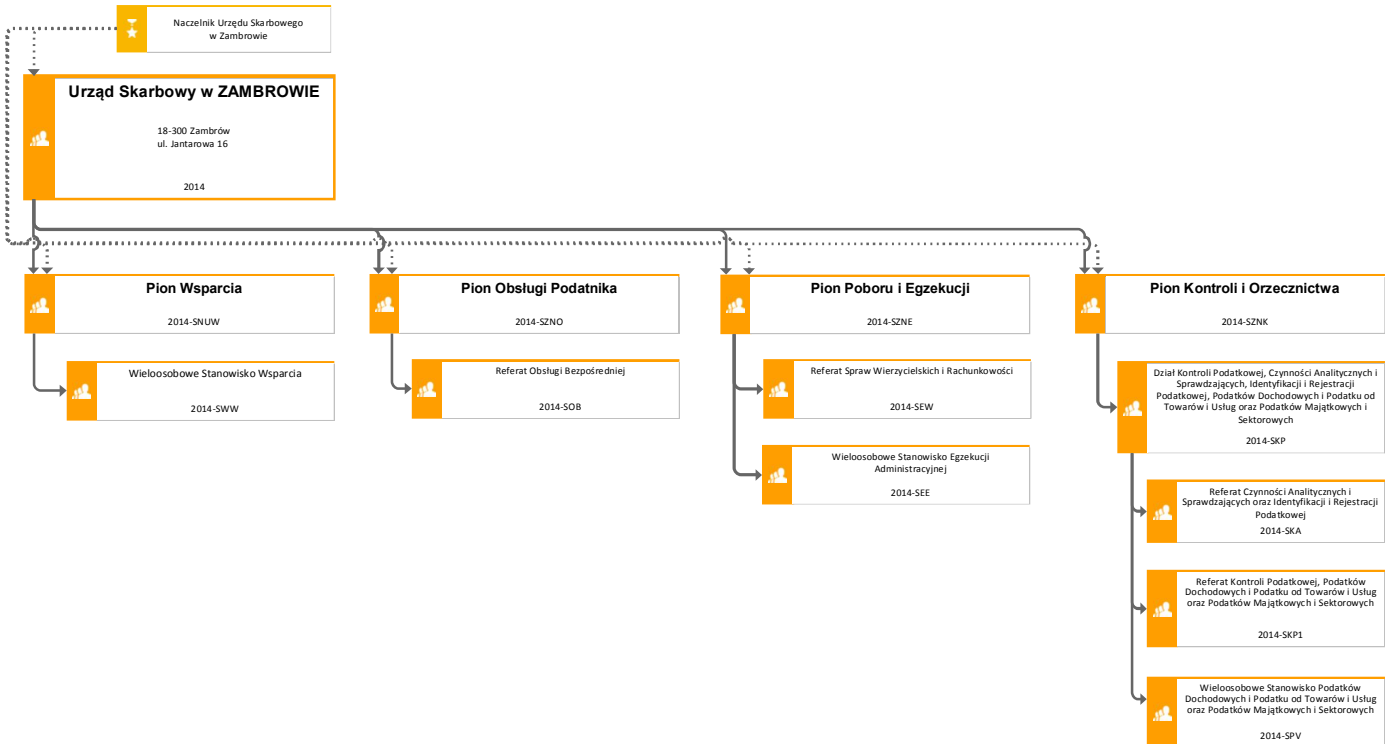 Naczelnik Urzędu Skarbowego
w Zambrowie
Urząd Skarbowy w ZAMBROWIE
18-300 Zambrów
ul. Jantarowa 16
2014
Pion Wsparcia
2014-SNUW
Wieloosobowe Stanowisko Wsparcia
2014-SWW
Pion Obsługi Podatnika
2014-SZNO
Referat Obsługi Bezpośredniej
2014-SOB
Pion Poboru i Egzekucji
2014-SZNE
Referat Spraw Wierzycielskich i Rachunkowości
2014-SEW
Wieloosobowe Stanowisko Egzekucji
Administracyjnej
2014-SEE
Pion Kontroli i Orzecznictwa
2014-SZNK
Dział Kontroli Podatkowej, Czynności Analitycznych i
Sprawdzających, Identyfikacji i Rejestracji
Podatkowej, Podatków Dochodowych i Podatku od
Towarów i Usług oraz Podatków Majątkowych i
Sektorowych
2014-SKP
Referat Czynności Analitycznych i
Sprawdzających oraz Identyfikacji i Rejestracji
Podatkowej
2014-SKA
Referat Kontroli Podatkowej, Podatków
Dochodowych i Podatku od Towarów i Usług
oraz Podatków Majątkowych i Sektorowych
2014-SKP1
Wieloosobowe Stanowisko Podatków
Dochodowych i Podatku od Towarów i Usług
oraz Podatków Majątkowych i Sektorowych
2014-SPV